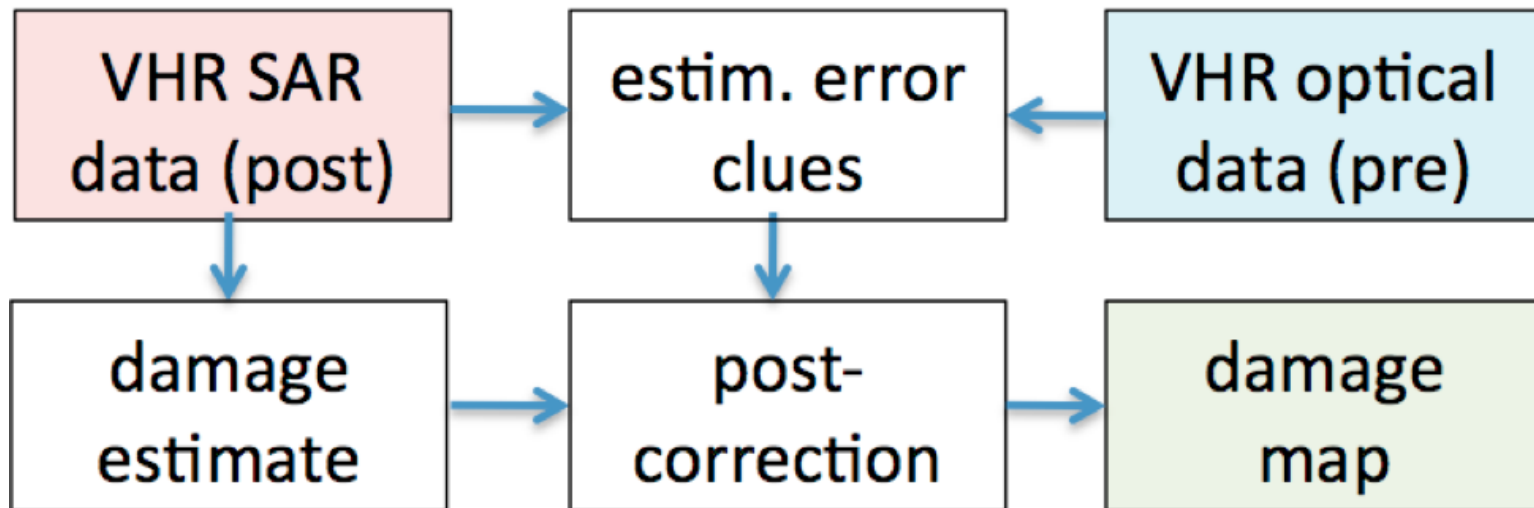 VHR SAR
data (post)
estim. error
clues
VHR optical
data (pre)
damage
estimate
post-
correction
damage
map